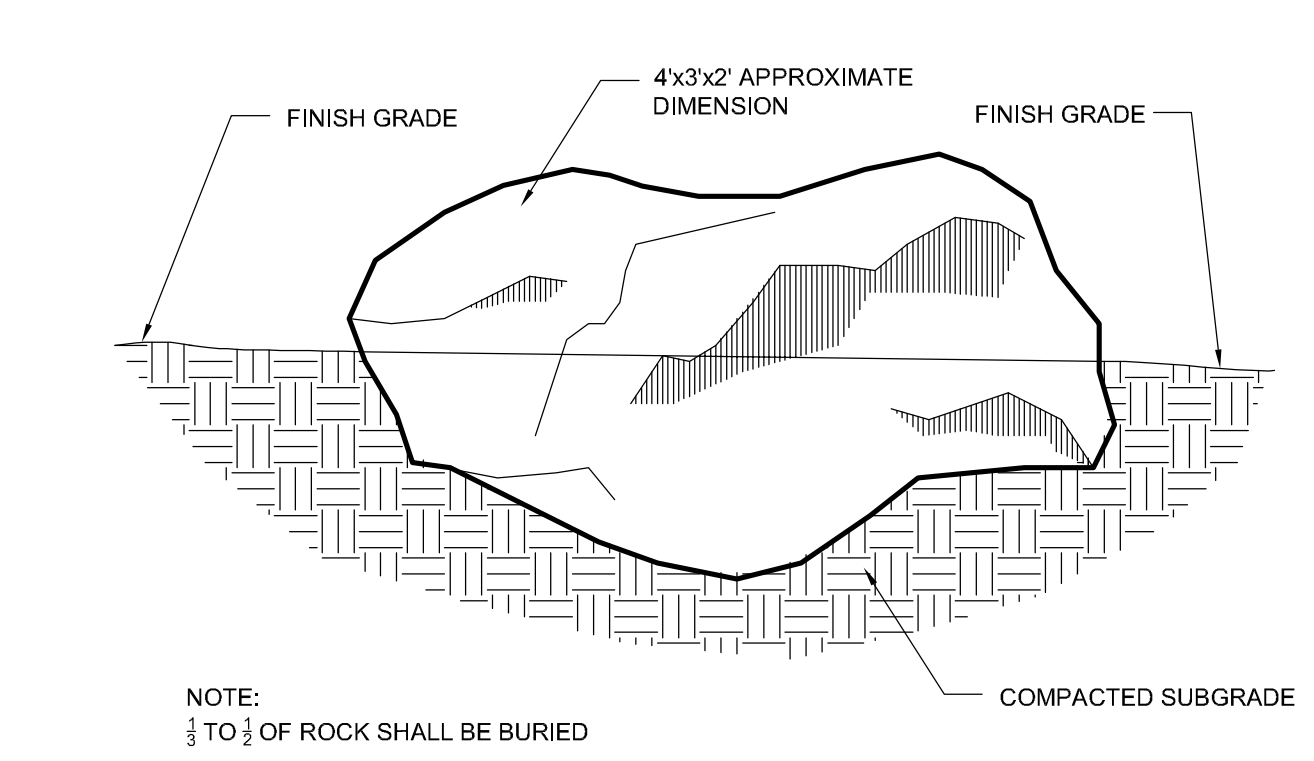 4'x3'x2' APPROXIMATE
DIMENSION
FINISH GRADE
FINISH GRADE
COMPACTED SUBGRADE
NOTE:
1/3 TO 1/2 OF ROCK SHALL BE BURIED